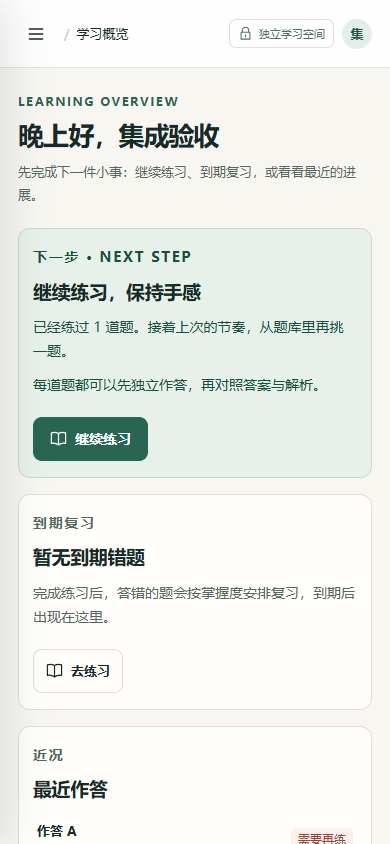 / 学习概览
独立学习空间
集
LEARNING OVERVIEW
晚上好，集成验收
先完成下一件小事：继续练习、到期复习，或看看最近的进
展。
下一步 • NEXT STEP
继续练习，保持手感
已经练过 1 道题。接着上次的节奏，从题库里再挑
一题。
每道题都可以先独立作答，再对照答案与解析。
继续练习
到期复习
暂无到期错题
完成练习后，答错的题会按掌握度安排复习，到期后
出现在这里。
去练习
近况
最近作答
作答 A
需要再练